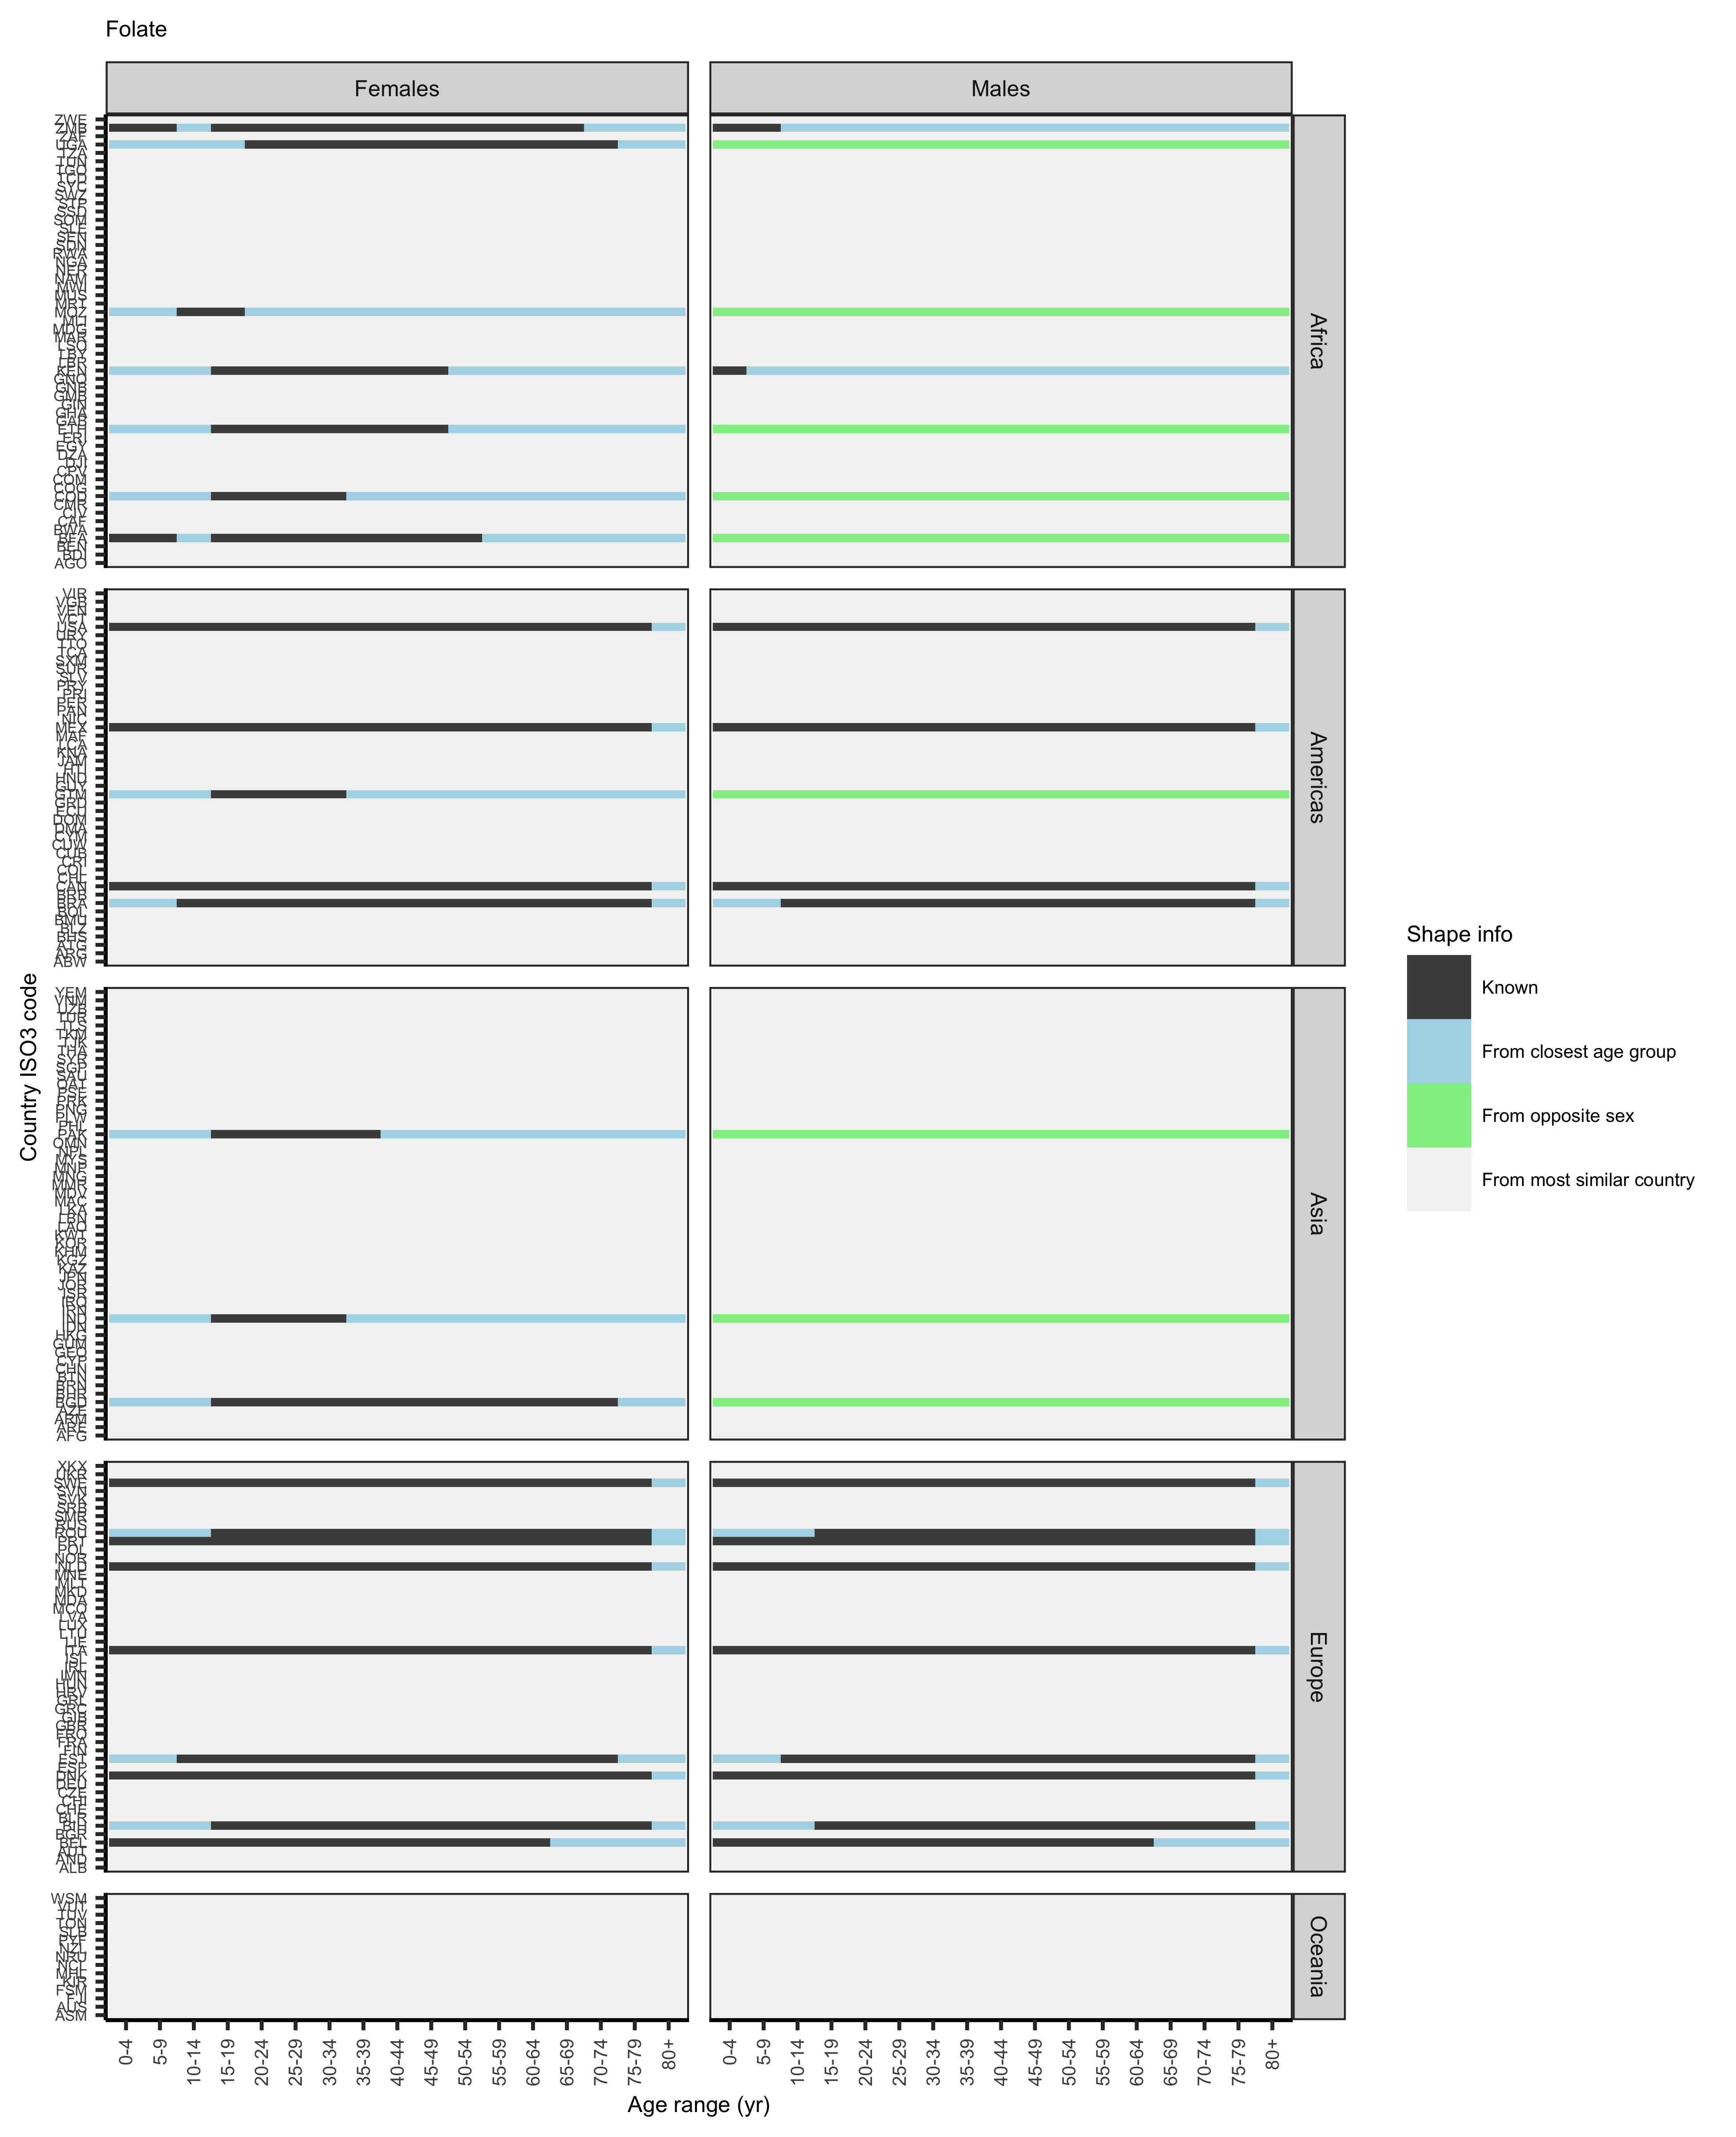 Folate
Females
Males
ZWE
ZMB
ZAF
UGA
TZA
TUN
TGO
TCD
SYC
SWZ
STP
SSD
SOM
SLE
SEN
SDN
RWA
NGA
NER
NAM
MWI
MUS
MRT
MOZ
MLI
MDG
MAR
LSO
LBY
LBR
KEN
GNQ
GNB
GMB
GIN
GHA
GAB
ETH
ERI
EGY
DZA
DJI
CPV
COM
COG
COD
CMR
CIV
CAF
BWA
BFA
BEN
BDI
AGO
Africa
VIR
VGB
VEN
VCT
USA
URY
TTO
TCA
SXM
SUR
SLV
PRY
PRI
PER
PAN
NIC
MEX
MAF
LCA
KNA
JAM
HTI
HND
GUY
GTM
GRD
ECU
DOM
DMA
CYM
CUW
CUB
CRI
COL
CHL
CAN
BRB
BRA
BOL
BMU
BLZ
BHS
ATG
ARG
ABW
Americas
YEM
VNM
UZB
TUR
TLS
TKM
TJK
THA
SYR
SGP
SAU
QAT
PSE
PRK
PNG
PLW
PHL
PAK
OMN
NPL
MYS
MNP
MNG
MMR
MDV
MAC
LKA
LBN
LAO
KWT
KOR
KHM
KGZ
KAZ
JPN
JOR
ISR
IRQ
IRN
IND
IDN
HKG
GUM
GEO
CYP
CHN
BTN
BRN
BHR
BGD
AZE
ARM
ARE
AFG
Asia
XKX
UKR
SWE
SVN
SVK
SRB
SMR
RUS
ROU
PRT
POL
NOR
NLD
MNE
MLT
MKD
MDA
MCO
LVA
LUX
LTU
LIE
ITA
ISL
IRL
IMN
HUN
HRV
GRL
GRC
GIB
GBR
FRO
FRA
FIN
EST
ESP
DNK
DEU
CZE
CHI
CHE
BLR
BIH
BGR
BEL
AUT
AND
ALB
Europe
WSM
VUT
TUV
TON
SLB
PYF
NZL
NRU
NCL
MHL
KIR
FSM
FJI
AUS
ASM
Oceania
Country ISO3 code
0-4
5-9
10-14
15-19
20-24
25-29
30-34
35-39
40-44
45-49
50-54
55-59
60-64
65-69
70-74
75-79
80+
0-4
5-9
10-14
15-19
20-24
25-29
30-34
35-39
40-44
45-49
50-54
55-59
60-64
65-69
70-74
75-79
80+
Age range (yr)
Shape info
Known
From closest age group
From opposite sex
From most similar country